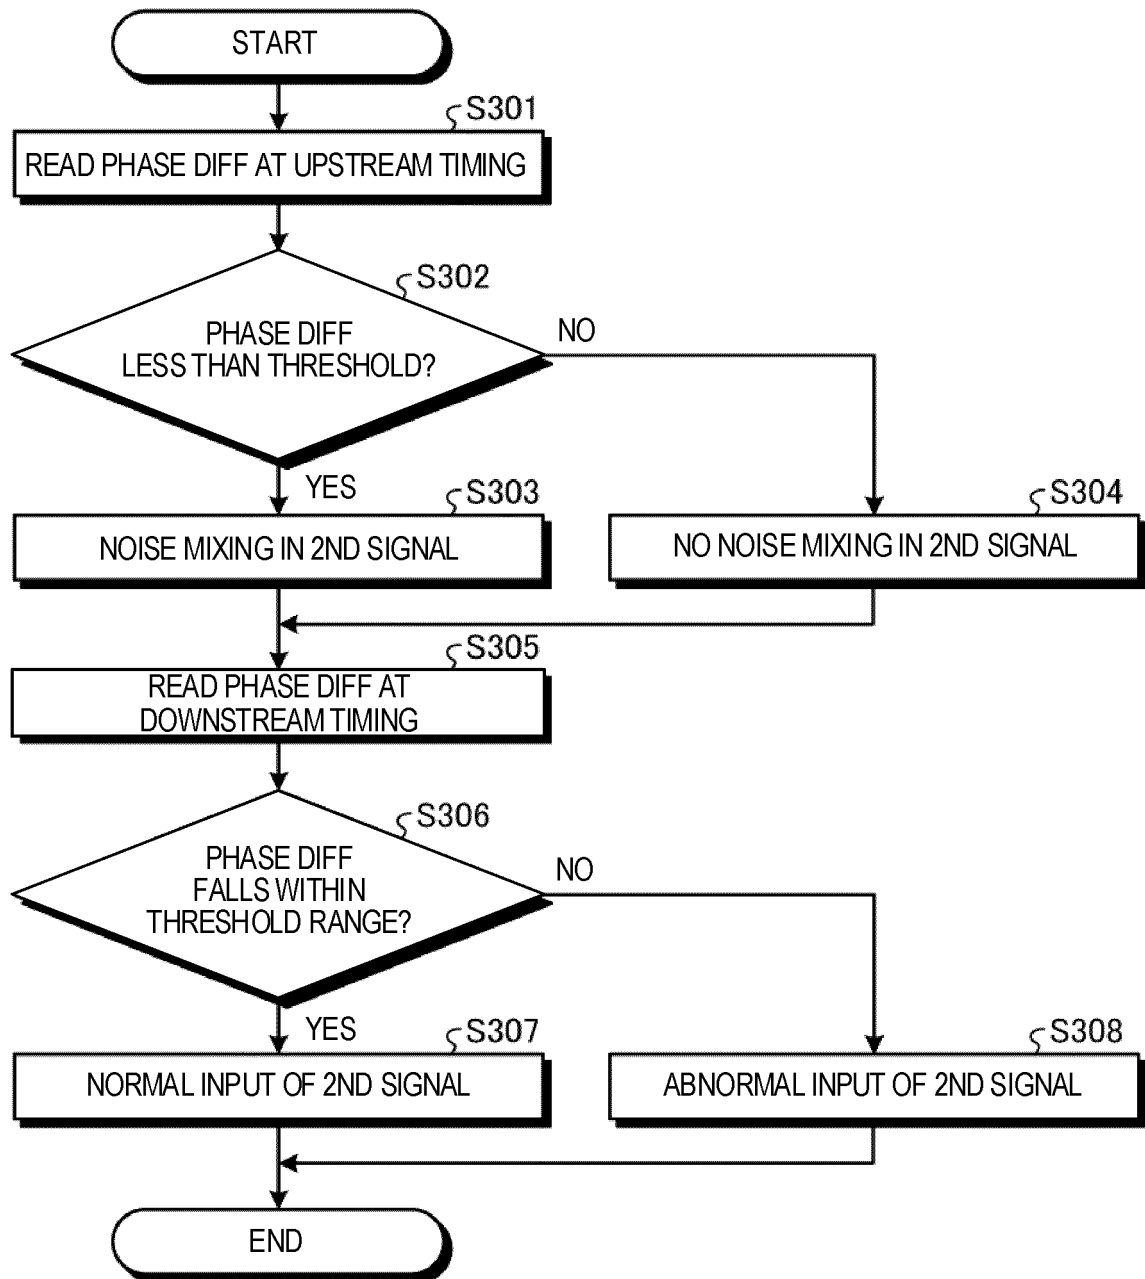 START
S301
READ PHASE DIFF AT UPSTREAM TIMING
S302
PHASE DIFF
LESS THAN THRESHOLD?
NO
YES
S303
NOISE MIXING IN 2ND SIGNAL
S304
NO NOISE MIXING IN 2ND SIGNAL
S305
READ PHASE DIFF AT
DOWNSTREAM TIMING
S306
PHASE DIFF
FALLS WITHIN
THRESHOLD RANGE?
NO
YES
S307
NORMAL INPUT OF 2ND SIGNAL
S308
ABNORMAL INPUT OF 2ND SIGNAL
END